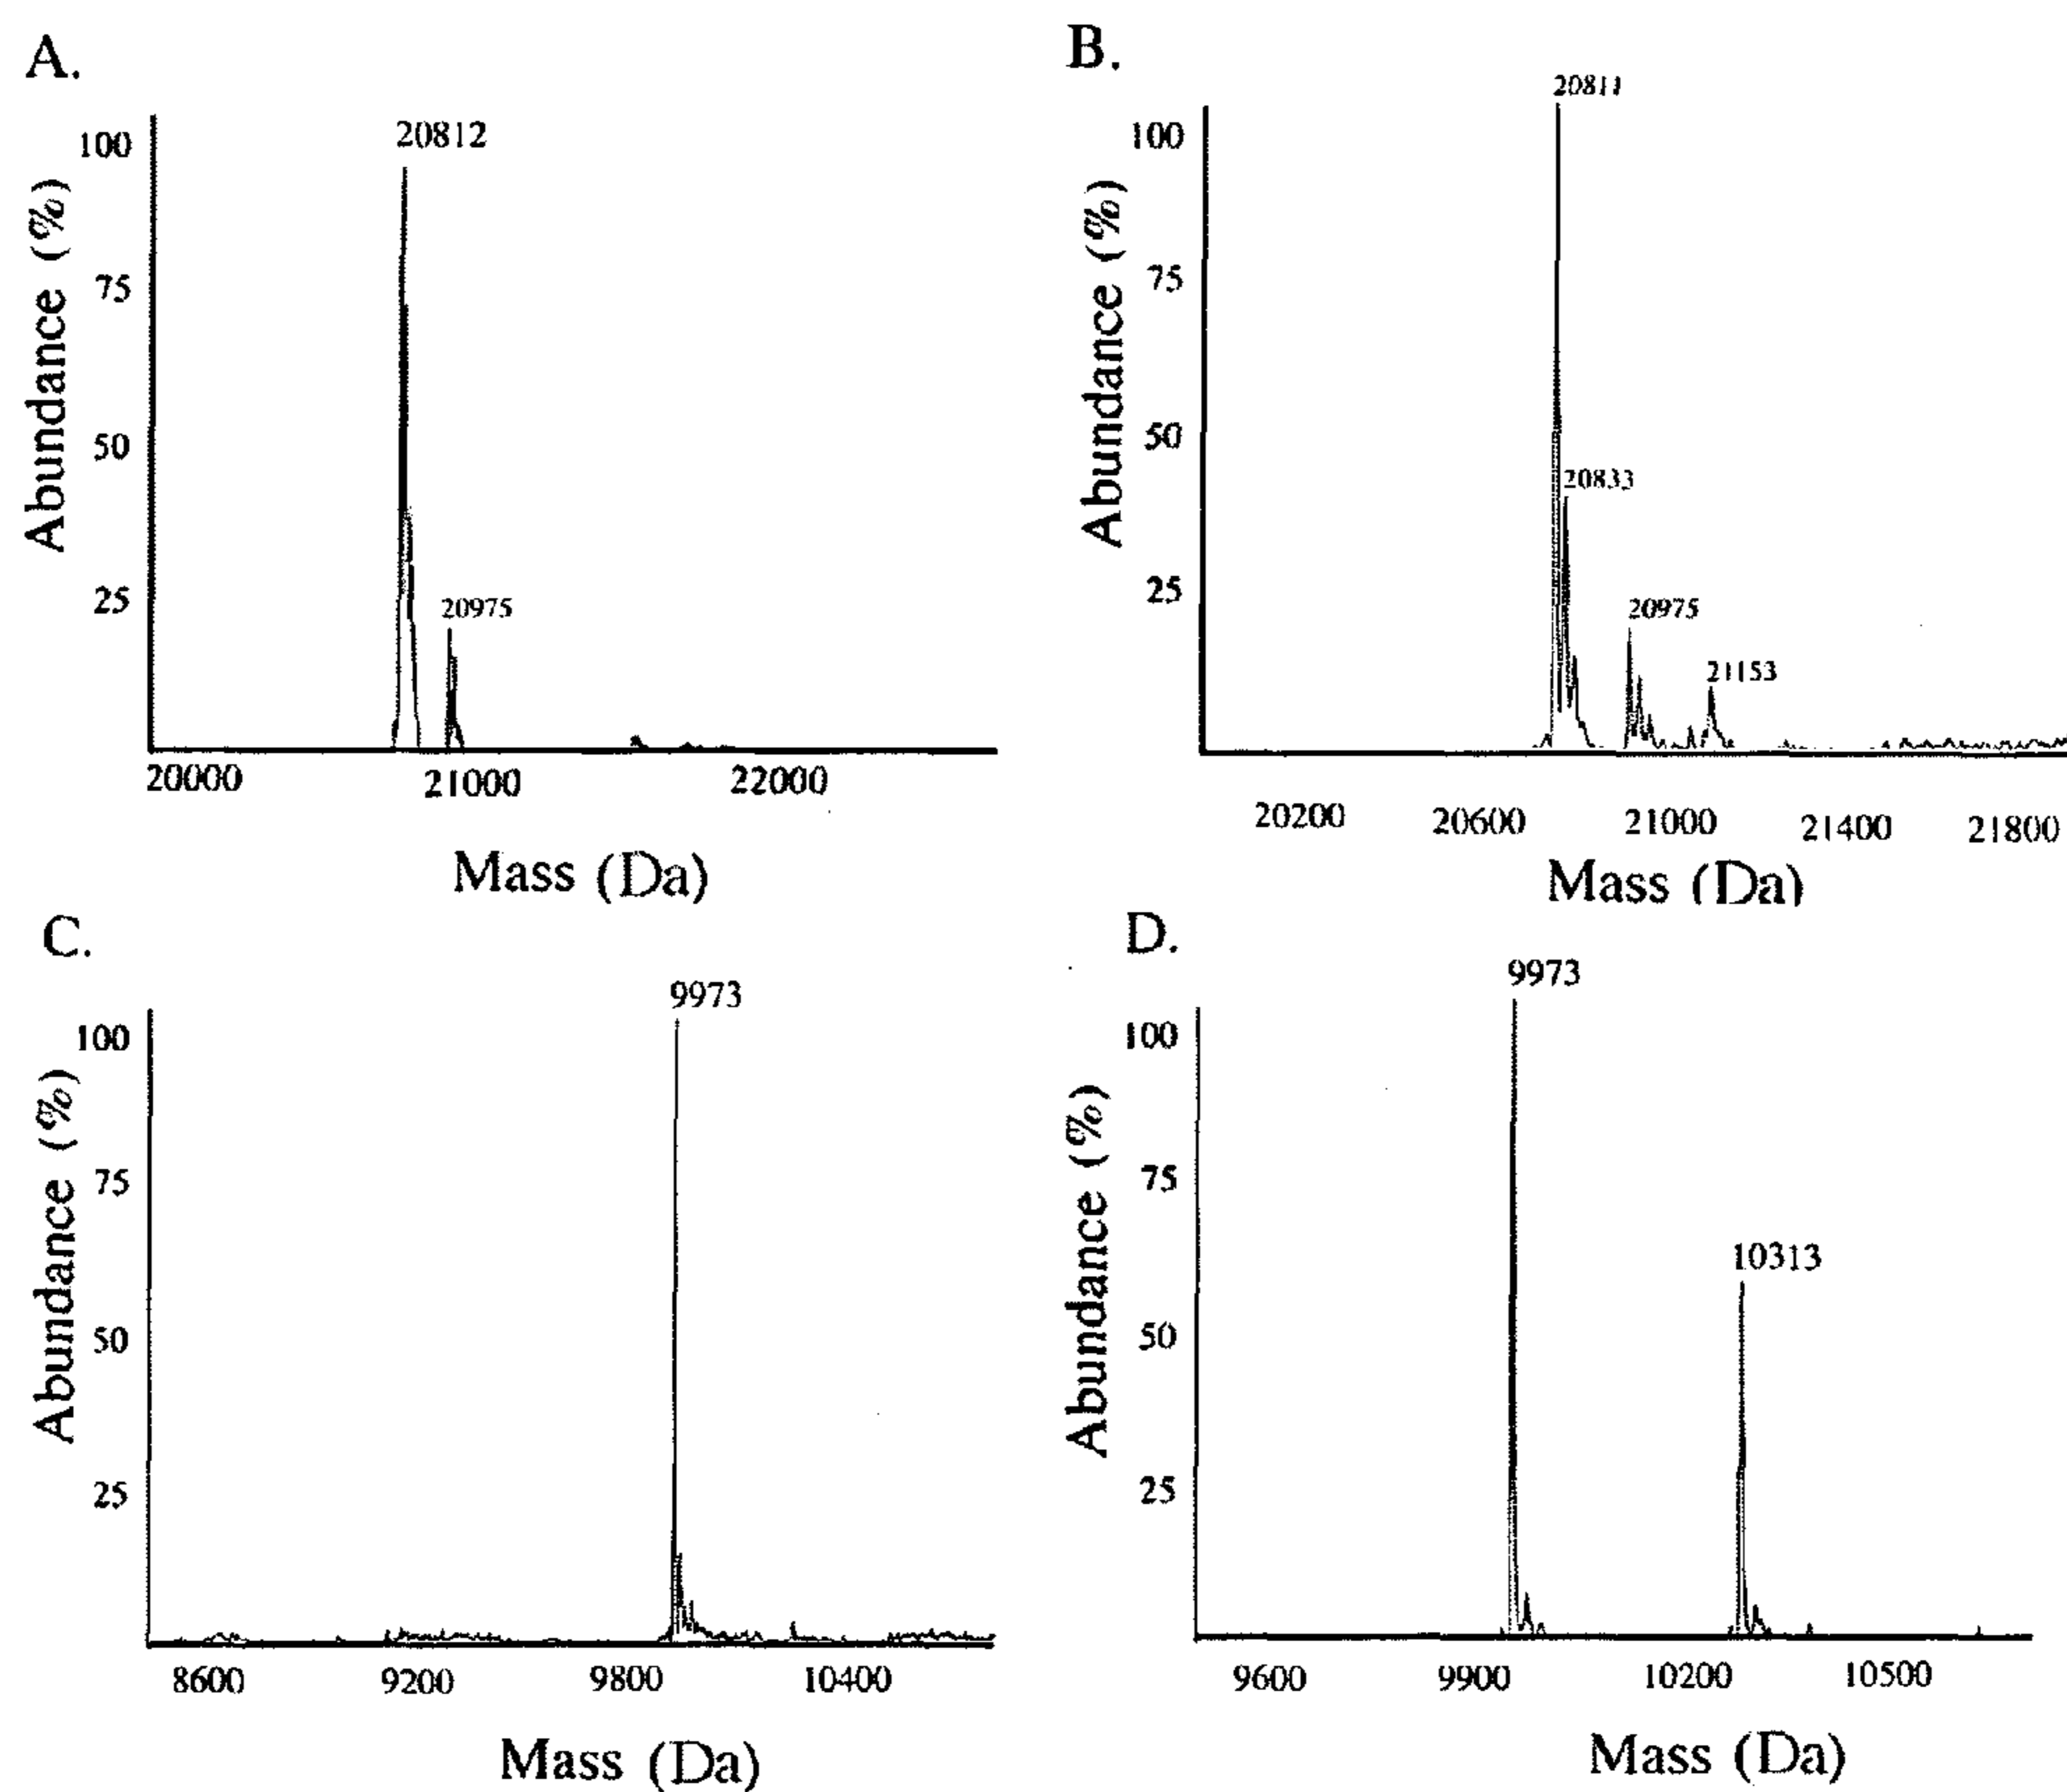 A.
20812
100
75
50
25
20975
Abundance (%)
20000 21000 22000
Mass (Da)
B.
20811
100
75
50
25
20833
20975
21153
Abundance (%)
20200 20600 21000 21400 21800
Mass (Da)
C.
9973
100
75
50
25
Abundance (%)
8600 9200 9800 10400
Mass (Da)
D.
9973
100
75
50
25
10313
Abundance (%)
9600 9900 10200 10500
Mass (Da)